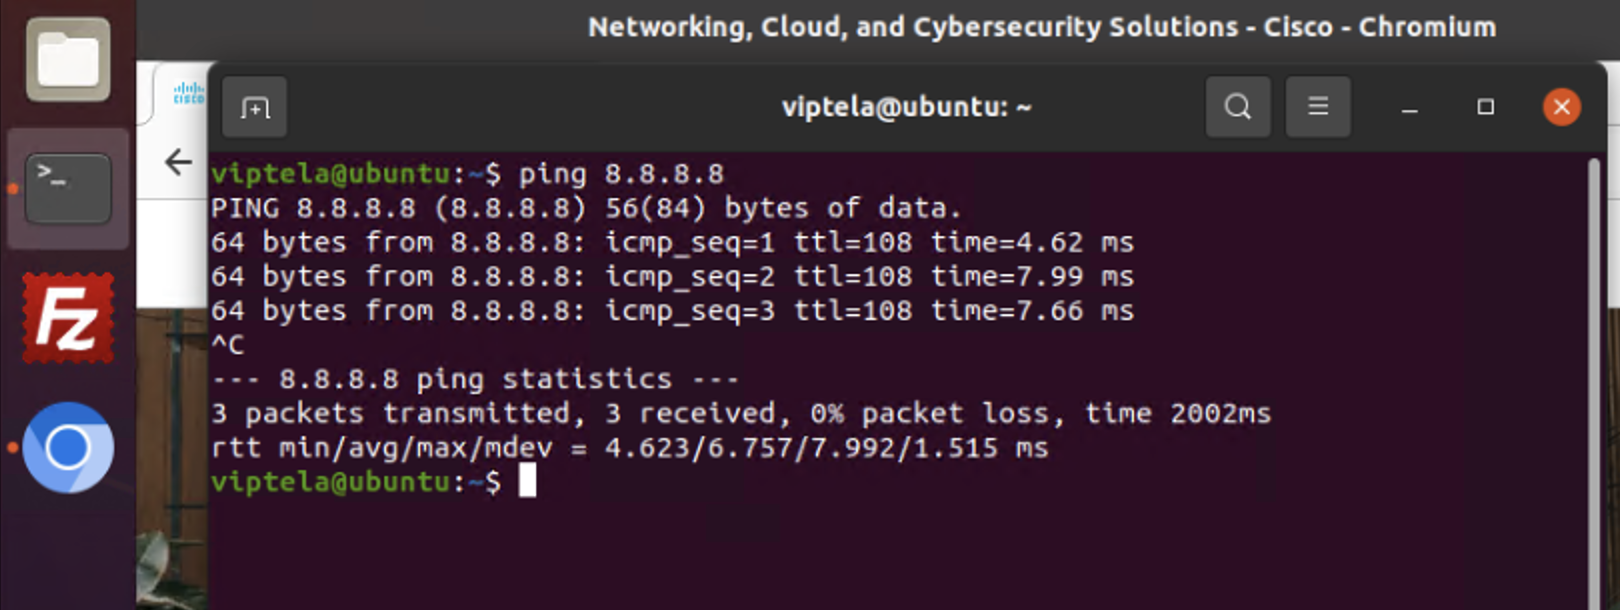 Networking, Cloud, and Cybersecurity Solutions - Cisco - Chromium
CISCO
viptela@ubuntu: ~
>_
viptela@ubuntu:~$ ping 8.8.8.8
PING 8.8.8.8 (8.8.8.8) 56(84) bytes of data.
64 bytes from 8.8.8.8: icmp_seq=1 ttl=108 time=4.62 ms
64 bytes from 8.8.8.8: icmp_seq=2 ttl=108 time=7.99 ms
64 bytes from 8.8.8.8: icmp_seq=3 ttl=108 time=7.66 ms
^C
--- 8.8.8.8 ping statistics ---
3 packets transmitted, 3 received, 0% packet loss, time 2002ms
rtt min/avg/max/mdev = 4.623/6.757/7.992/1.515 ms
viptela@ubuntu:~$
Fz